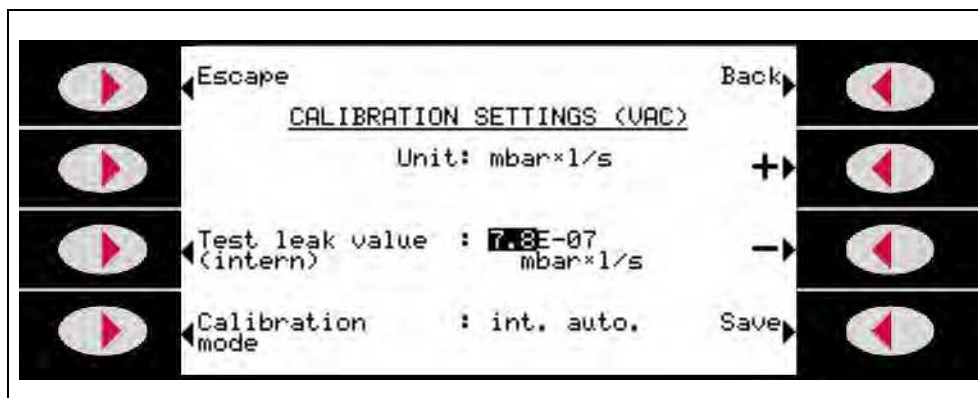 Escape
Back
CALIBRATION SETTINGS (VAC)
Unit: mbar×l/s
+
Test leak value : 7.8E-07
−
(intern) mbar×l/s
Calibration : int. auto.
Save
mode